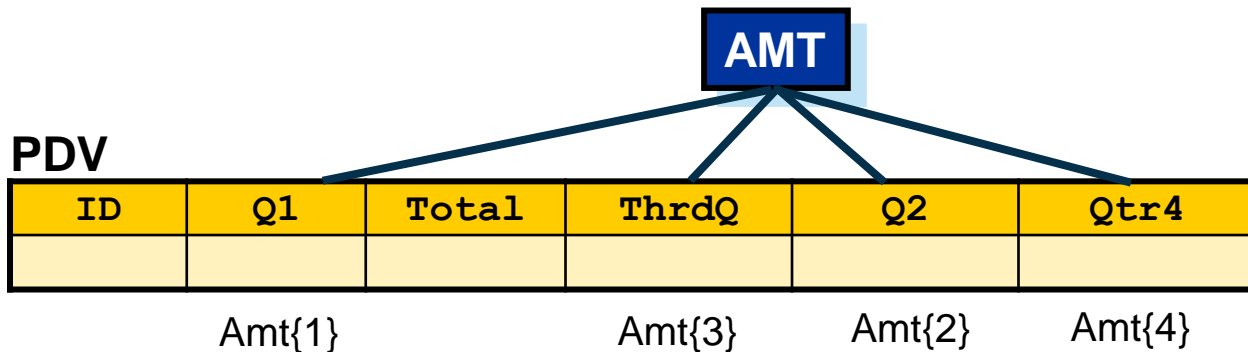 AMT
PDV
ID Q1 Total ThrdQ Q2 Qtr4
Amt{1} Amt{3} Amt{2} Amt{4}